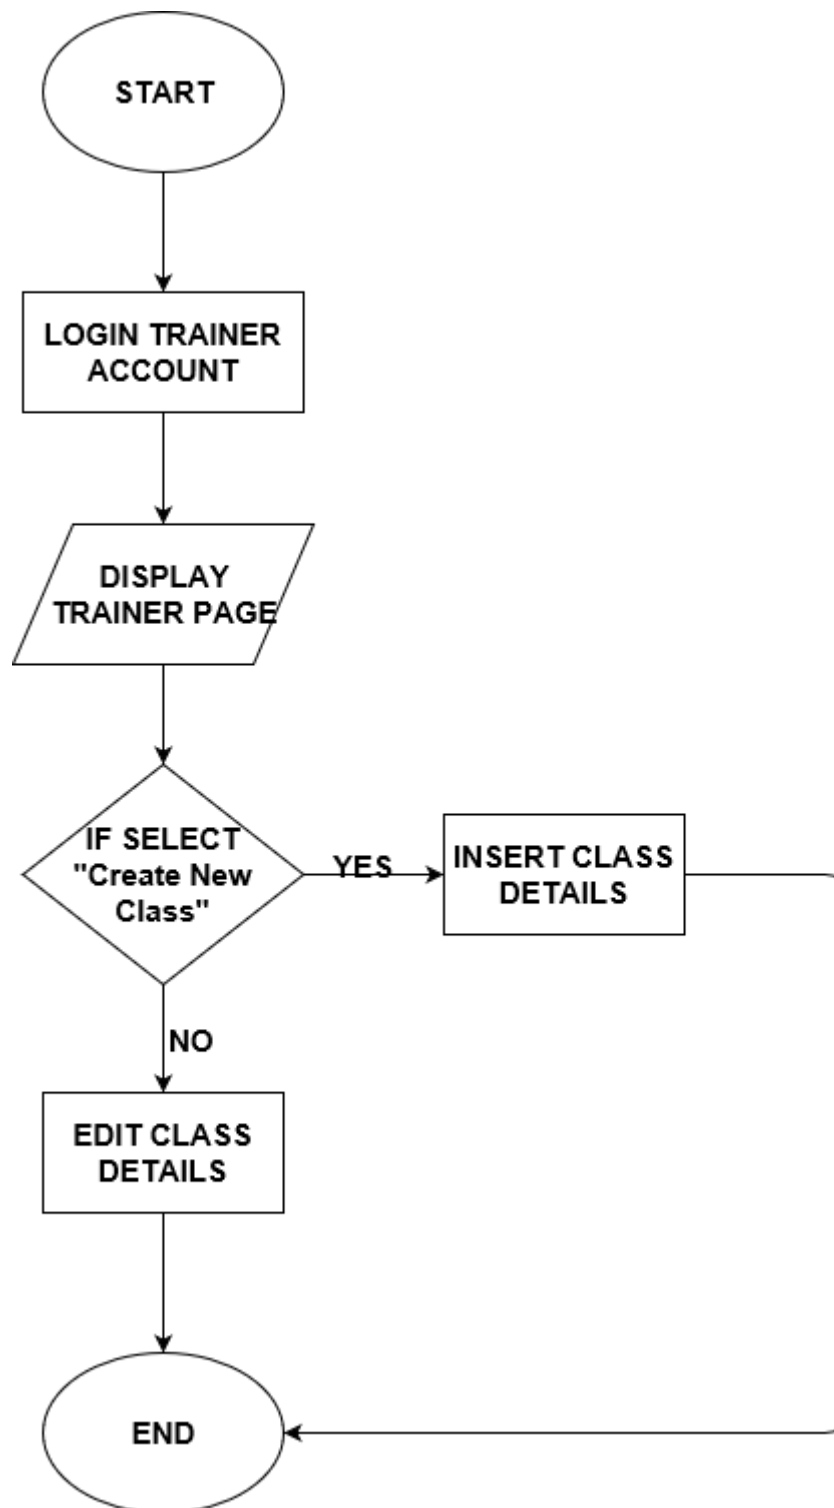 START
LOGIN TRAINER
ACCOUNT
DISPLAY
TRAINER PAGE
IF SELECT
"Create New
Class"
YES
INSERT CLASS
DETAILS
NO
EDIT CLASS
DETAILS
END